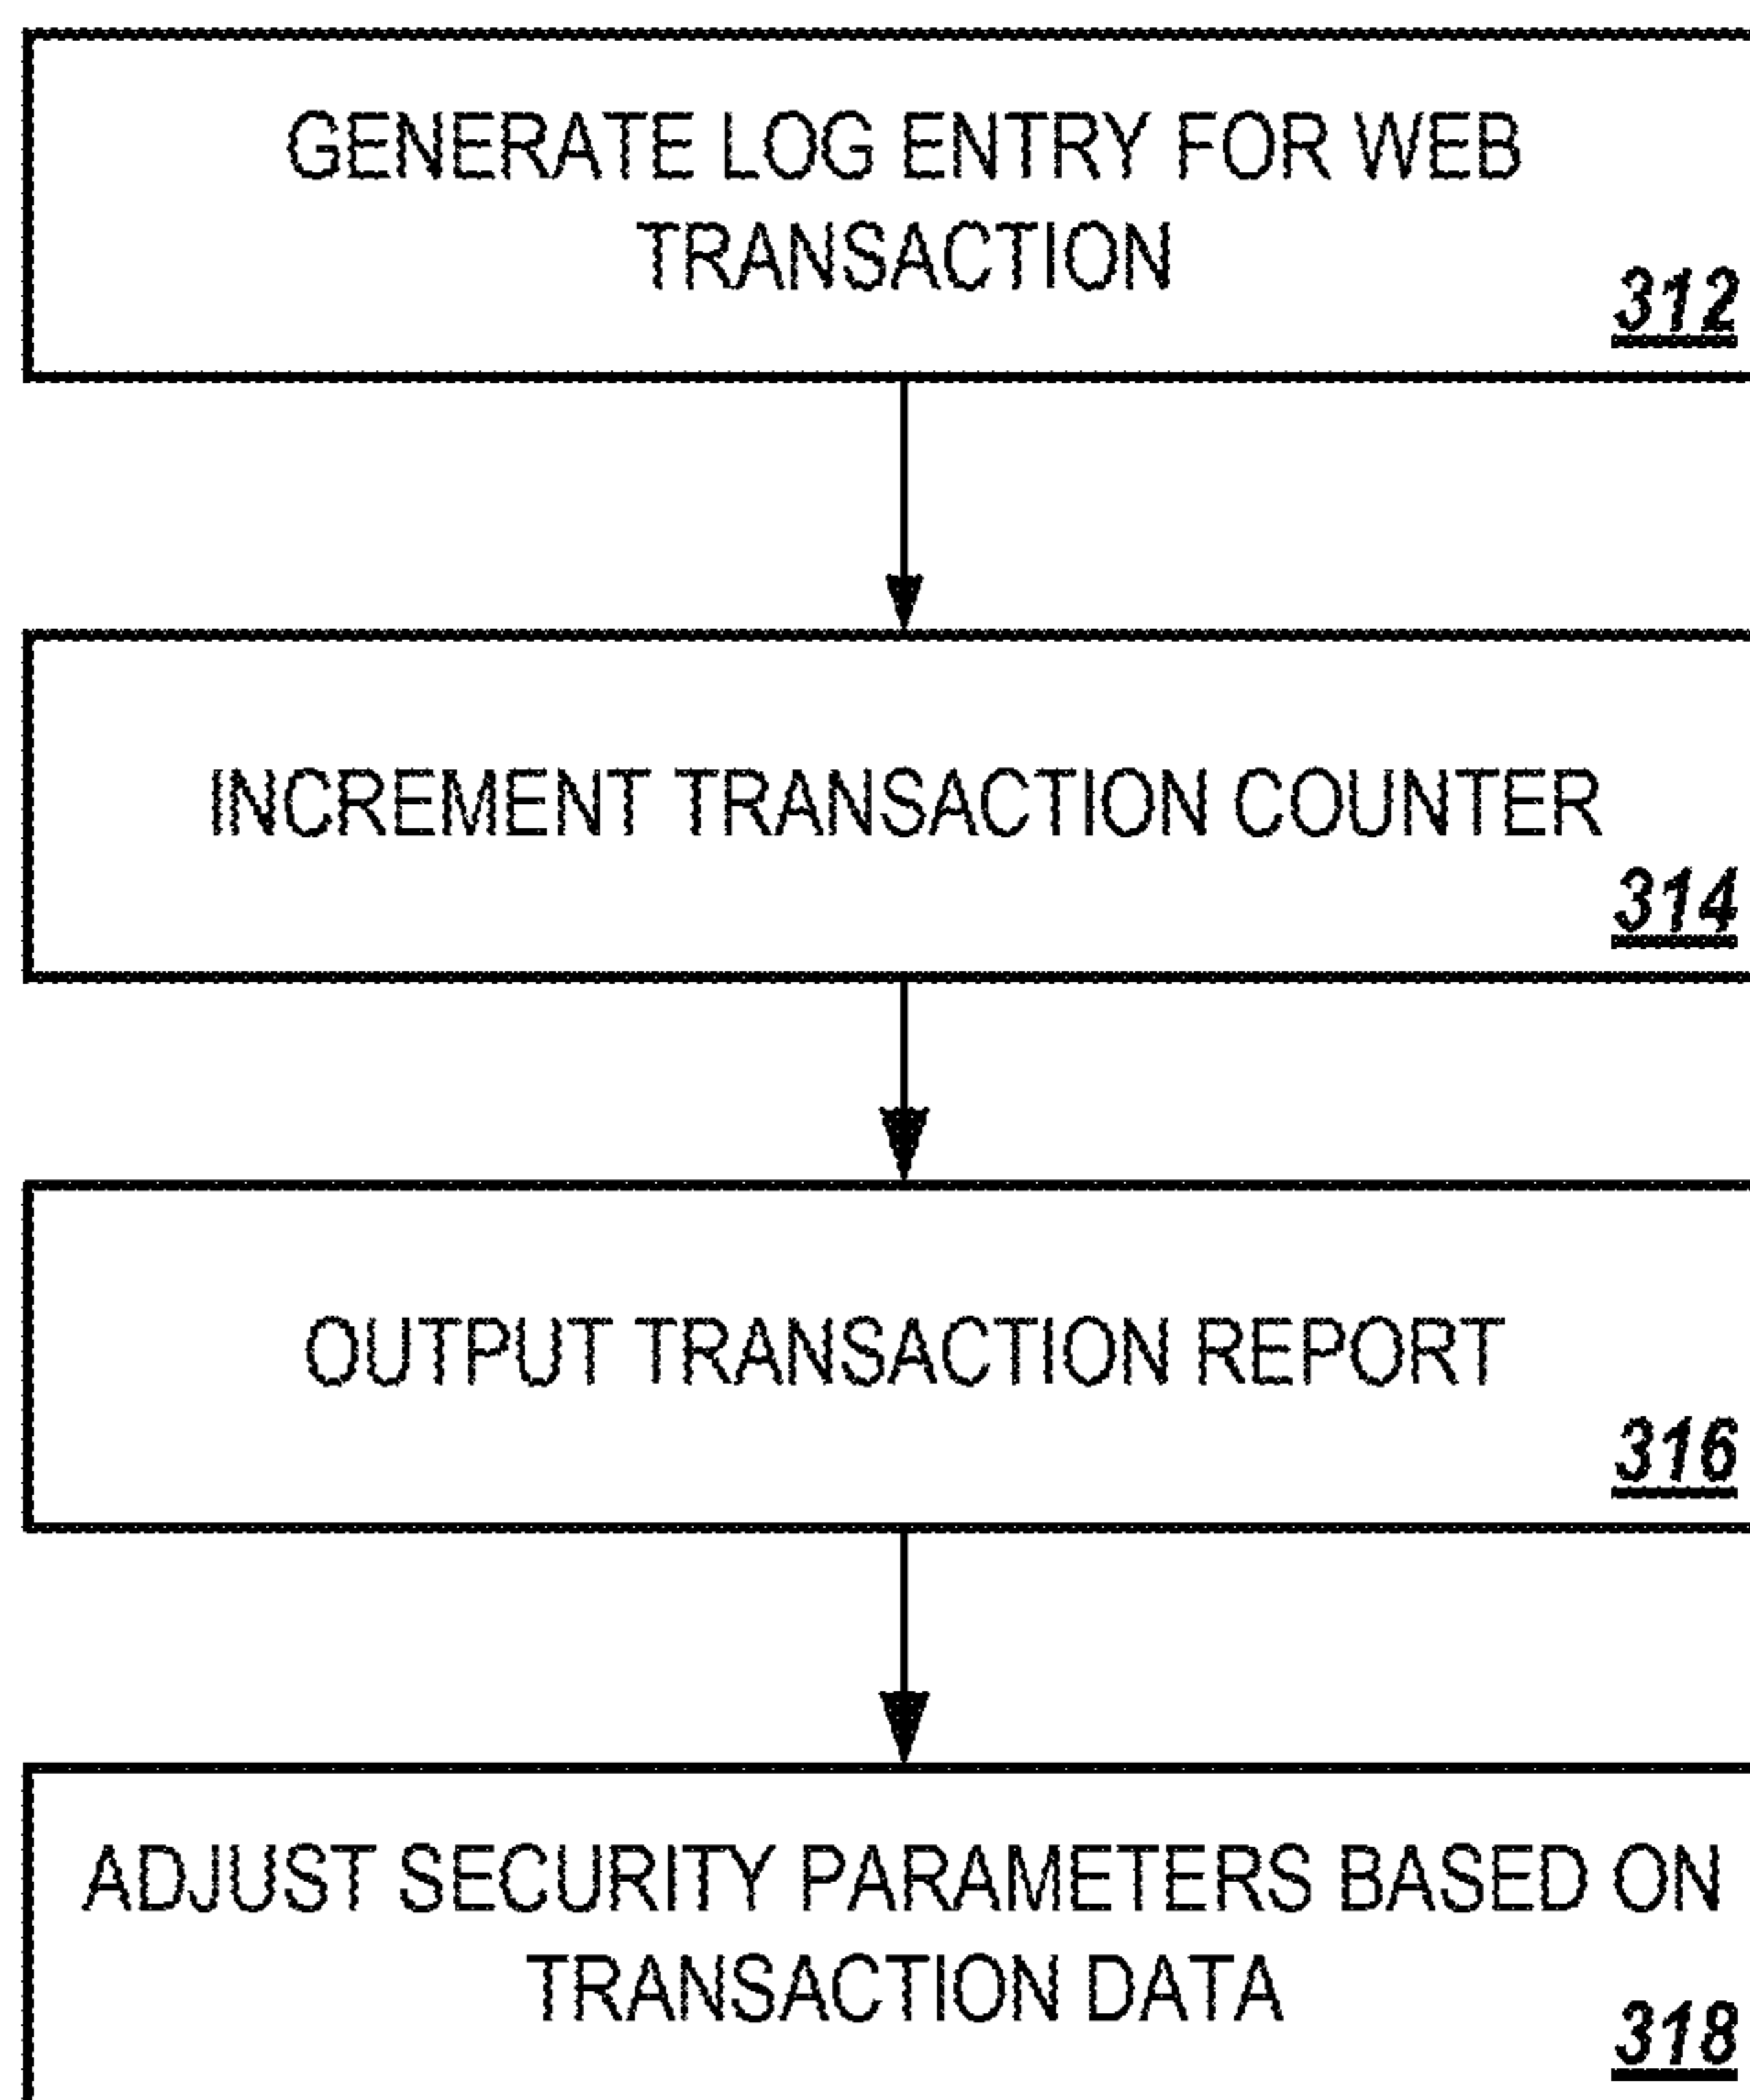 GENERATE LOG ENTRY FOR WEB
TRANSACTION
312
INCREMENT TRANSACTION COUNTER
314
OUTPUT TRANSACTION REPORT
316
ADJUST SECURITY PARAMETERS BASED ON
TRANSACTION DATA
318